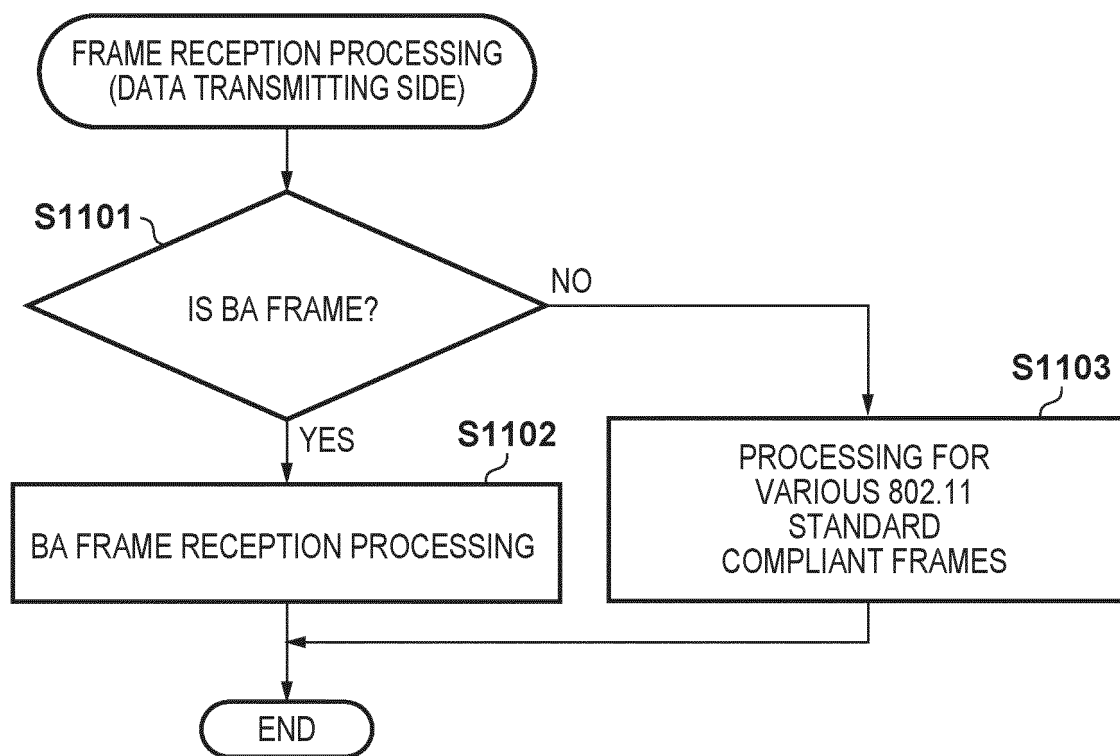 FRAME RECEPTION PROCESSING
(DATA TRANSMITTING SIDE)
S1101
IS BA FRAME?
NO
YES
S1102
BA FRAME RECEPTION PROCESSING
S1103
PROCESSING FOR
VARIOUS 802.11
STANDARD
COMPLIANT FRAMES
END